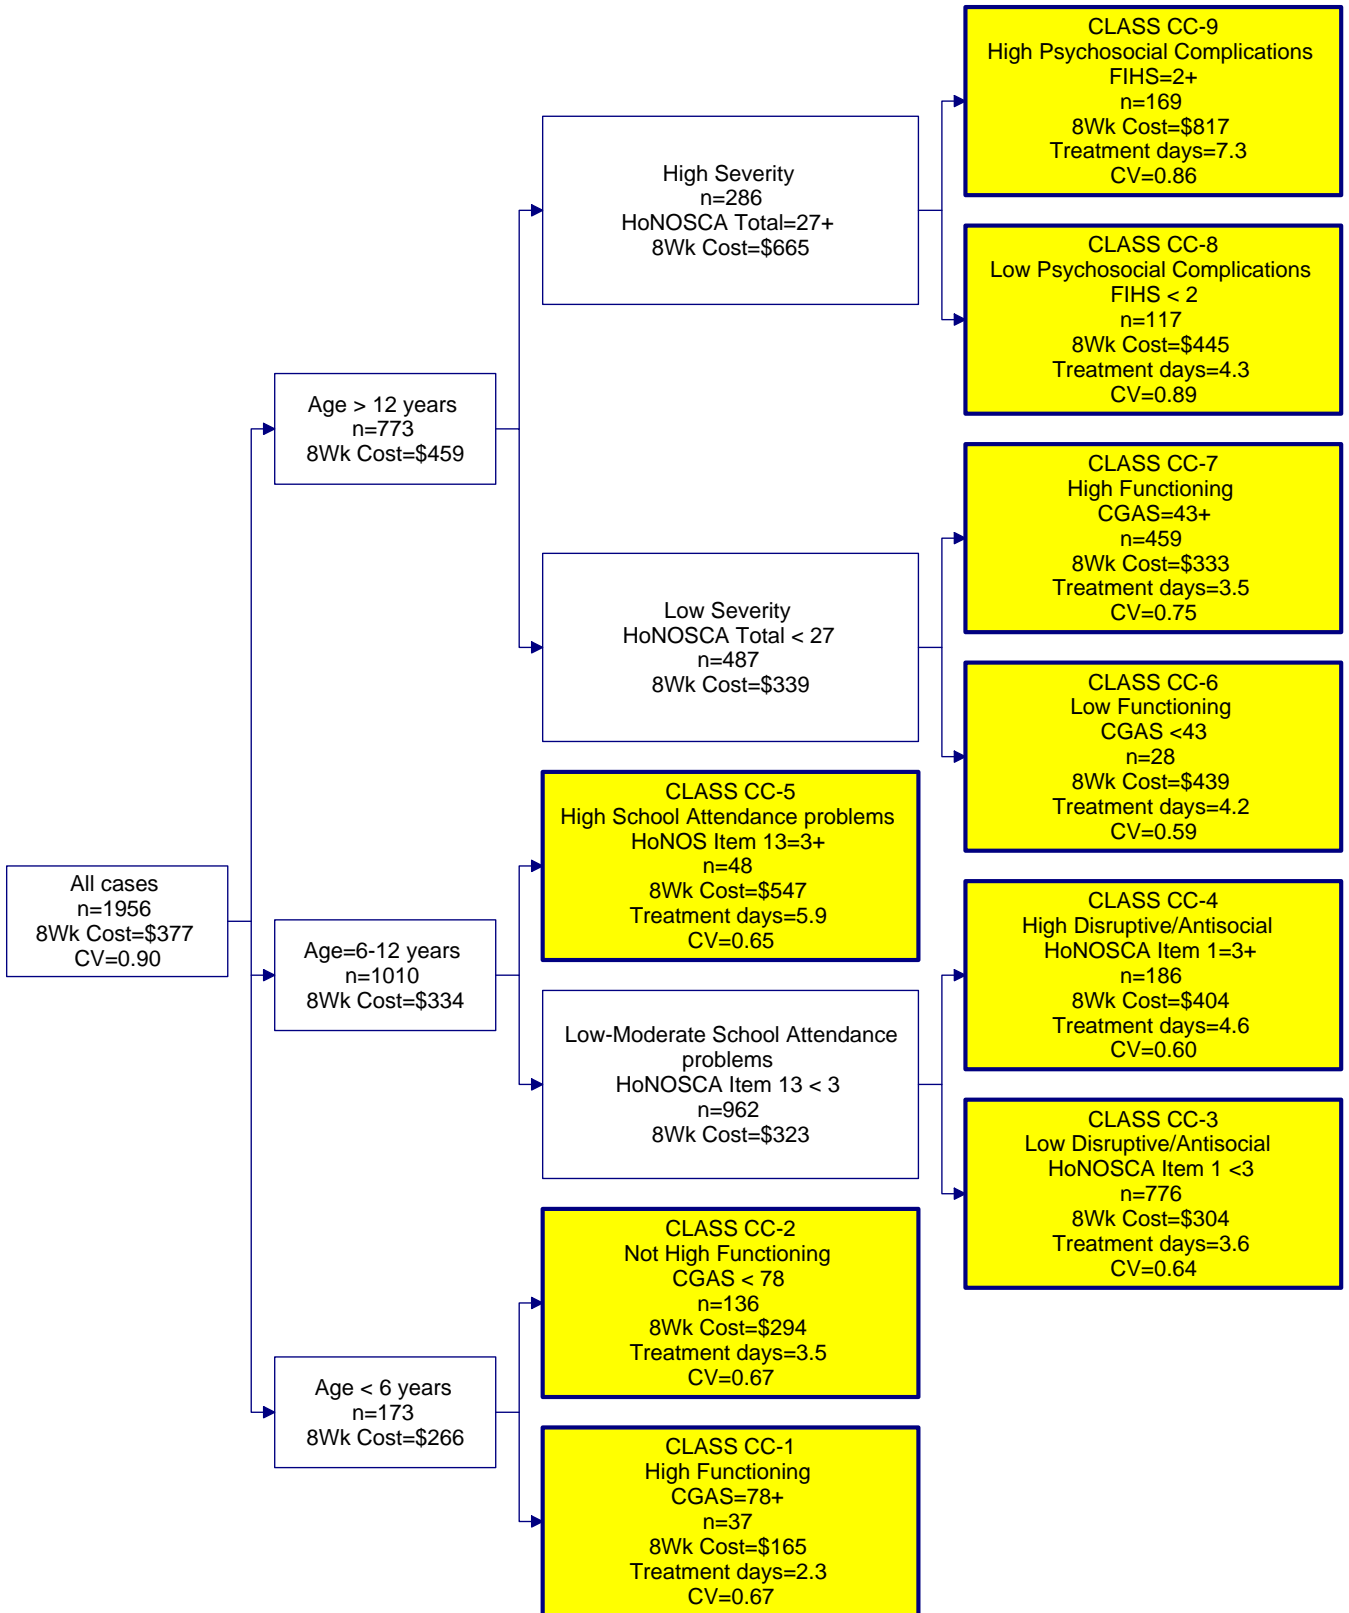 CLASS CC-9
High Psychosocial Complications
FIHS=2+
n=169
8Wk Cost=$817
Treatment days=7.3
CV=0.86
High Severity
n=286
HoNOSCA Total=27+
8Wk Cost=$665
CLASS CC-8
Low Psychosocial Complications
FIHS < 2
n=117
8Wk Cost=$445
Treatment days=4.3
CV=0.89
Age > 12 years
n=773
8Wk Cost=$459
CLASS CC-7
High Functioning
CGAS=43+
n=459
8Wk Cost=$333
Treatment days=3.5
CV=0.75
Low Severity
HoNOSCA Total < 27
n=487
8Wk Cost=$339
CLASS CC-6
Low Functioning
CGAS <43
n=28
8Wk Cost=$439
Treatment days=4.2
CV=0.59
CLASS CC-5
High School Attendance problems
HoNOS Item 13=3+
n=48
8Wk Cost=$547
Treatment days=5.9
CV=0.65
All cases
n=1956
8Wk Cost=$377
CV=0.90
Age=6-12 years
n=1010
8Wk Cost=$334
CLASS CC-4
High Disruptive/Antisocial
HoNOSCA Item 1=3+
n=186
8Wk Cost=$404
Treatment days=4.6
CV=0.60
Low-Moderate School Attendance
problems
HoNOSCA Item 13 < 3
n=962
8Wk Cost=$323
CLASS CC-3
Low Disruptive/Antisocial
HoNOSCA Item 1 <3
n=776
8Wk Cost=$304
Treatment days=3.6
CV=0.64
CLASS CC-2
Not High Functioning
CGAS < 78
n=136
8Wk Cost=$294
Treatment days=3.5
CV=0.67
Age < 6 years
n=173
8Wk Cost=$266
CLASS CC-1
High Functioning
CGAS=78+
n=37
8Wk Cost=$165
Treatment days=2.3
CV=0.67